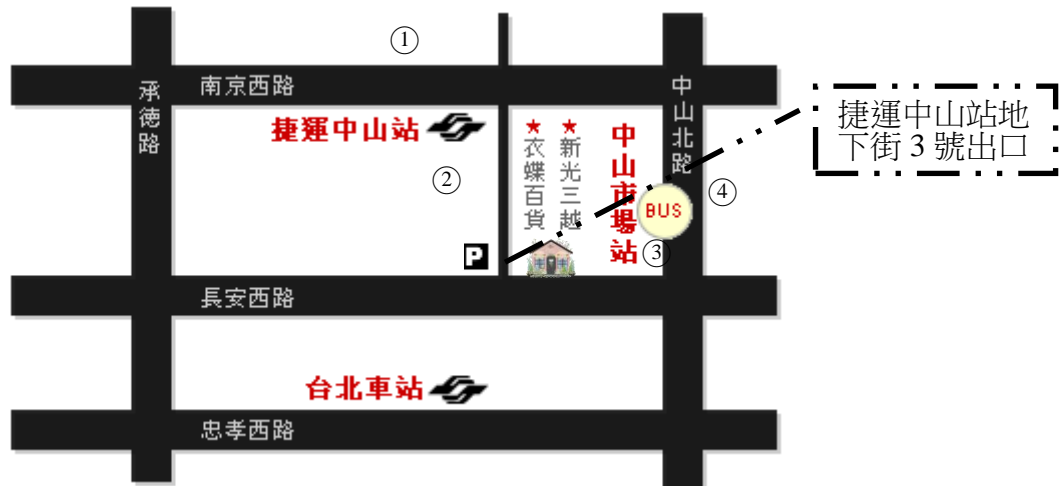 ①
南京西路
承德路
中山北路
捷運中山站
★衣蝶百貨
★新光三越
中山市場站
捷運中山站地
下街 3 號出口
②
④
BUS
③
P
長安西路
台北車站
忠孝西路